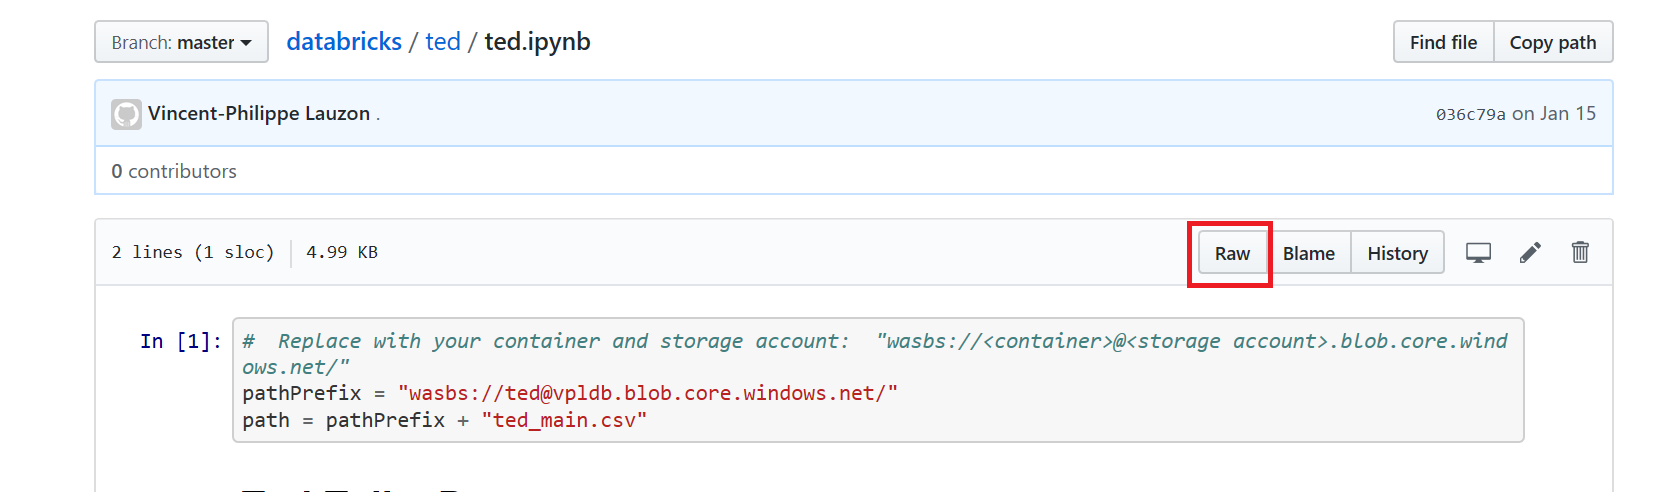 Branch: master databricks / ted / ted.ipynb Find file Copy path
Vincent-Philippe Lauzon . 036c79a on Jan 15
0 contributors
2 lines (1 sloc) 4.99 KB Raw Blame History
In [1]: #  Replace with your container and storage account:  "wasbs://<container>@<storage account>.blob.core.wind
ows.net/"
pathPrefix = "wasbs://ted@vpldb.blob.core.windows.net/"
path = pathPrefix + "ted_main.csv"